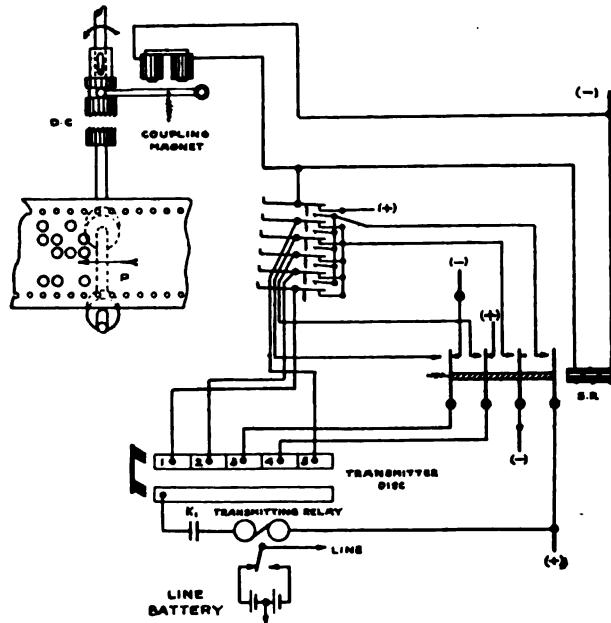 D.C
COUPLING
MAGNET
(-)
(+)
P
(-)
(+)
S.R.
(-)
1 2 3 4 5
TRANSMITTER
DISC
K₁ TRANSMITTING RELAY
LINE
(+)
LINE
BATTERY